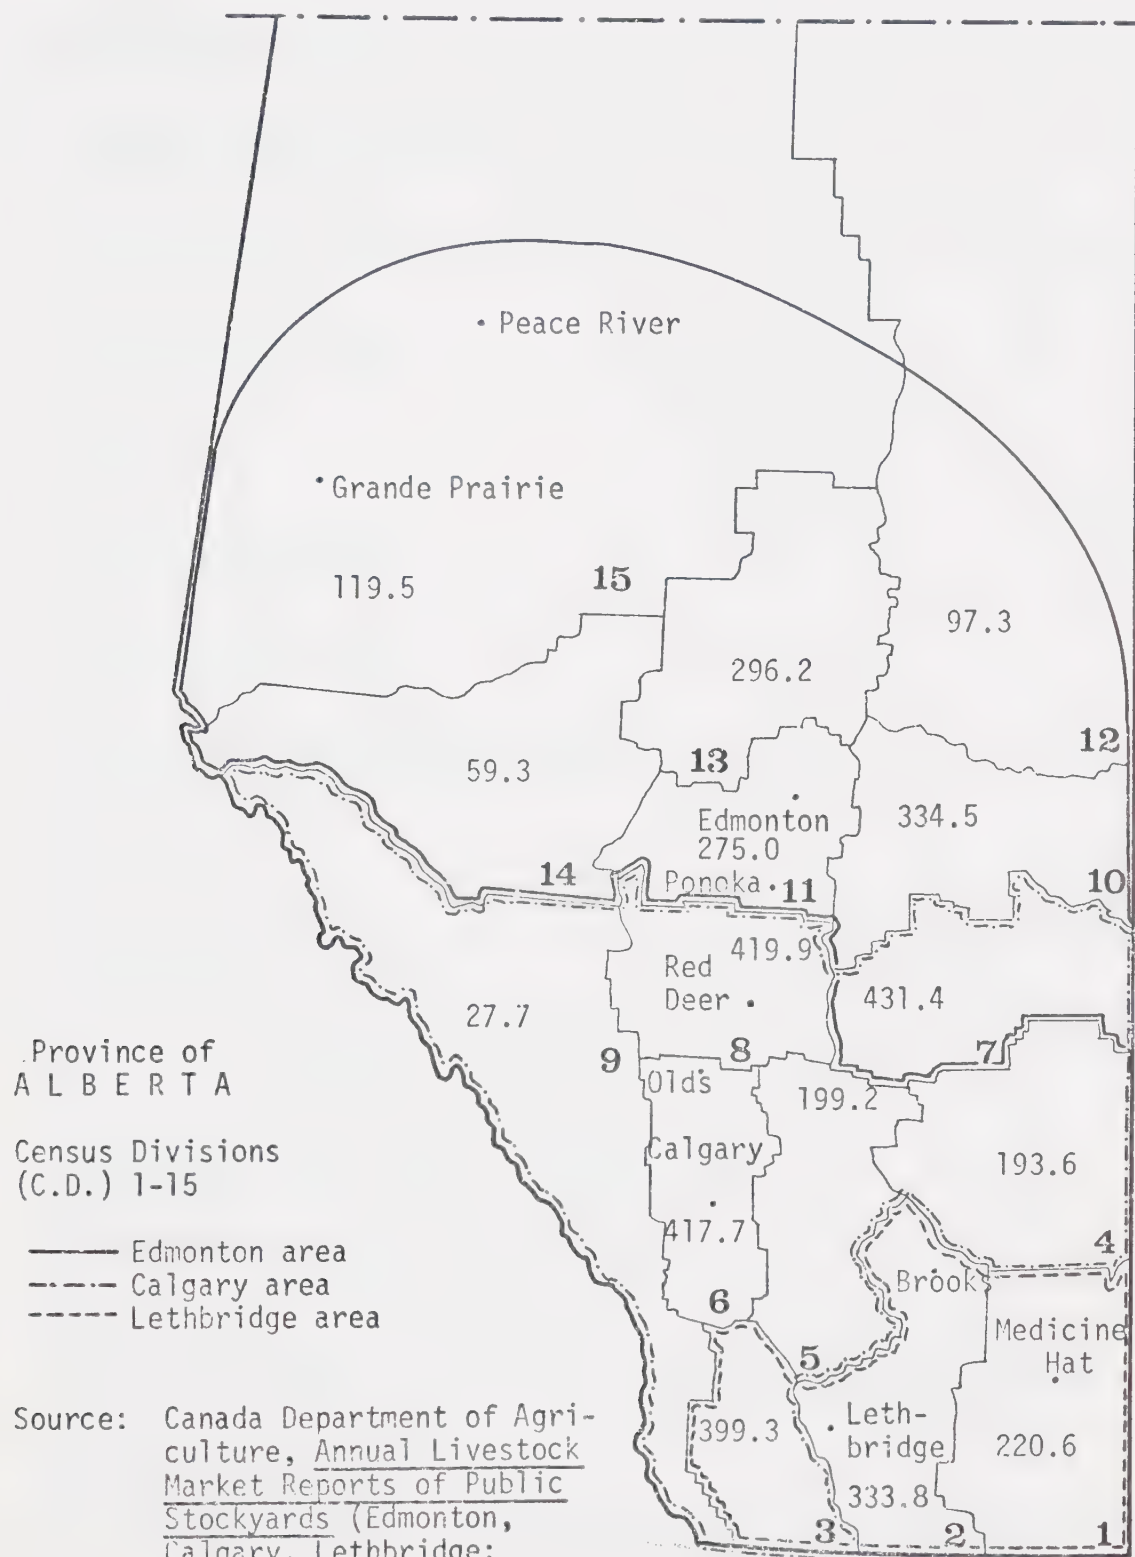 Peace River
Grande Prairie
119.5
15
97.3
296.2
12
13
59.3
Edmonton
334.5
275.0
14
Ponoka
11
10
419.9
Red
Deer
431.4
27.7
9
8
7
Province of
ALBERTA
Olds
199.2
Census Divisions
(C.D.) 1-15
Calgary
193.6
417.7
4
Edmonton area
Calgary area
Lethbridge area
6
Brooks
5
Medicine
Hat
Source: Canada Department of Agri-
culture, Annual Livestock
Market Reports of Public
Stockyards (Edmonton,
Calgary, Lethbridge:
399.3
Leth-
bridge
220.6
333.8
3
2
1